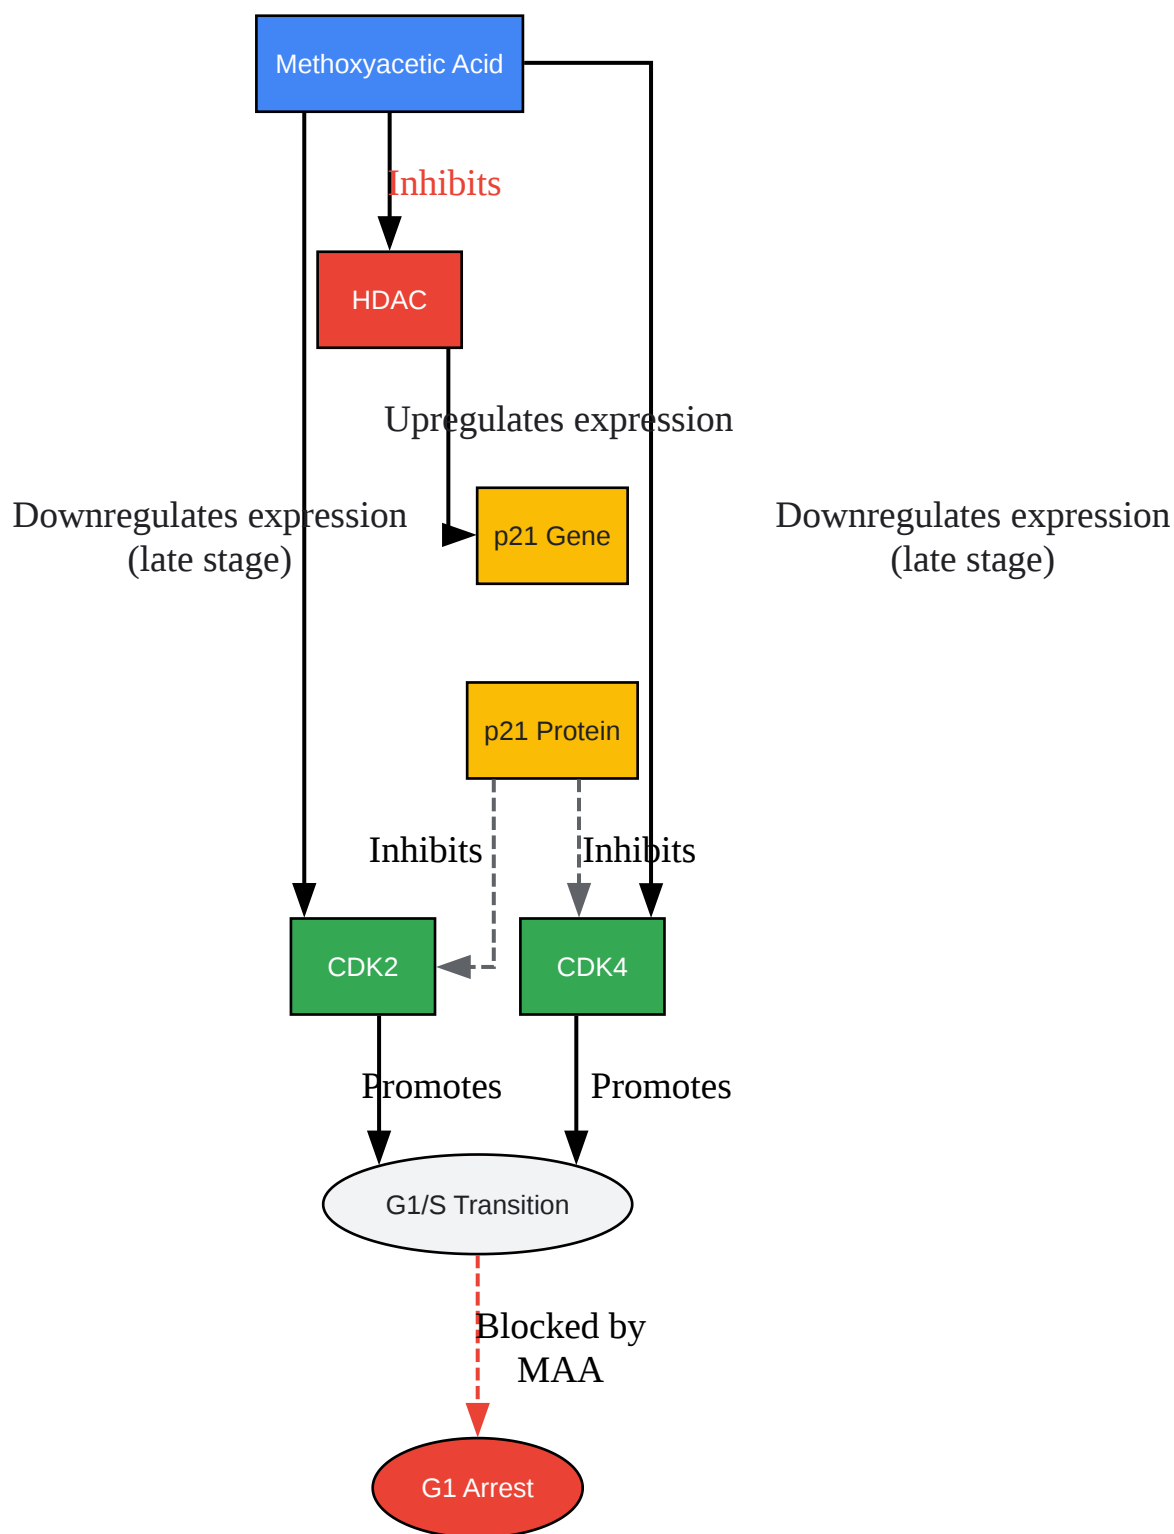 Methoxyacetic Acid
Inhibits
HDAC
Upregulates expression
Downregulates expression
(late stage)
Downregulates expression
(late stage)
p21 Gene
p21 Protein
Inhibits
Inhibits
CDK2
CDK4
Promotes
Promotes
G1/S Transition
Blocked by
MAA
G1 Arrest